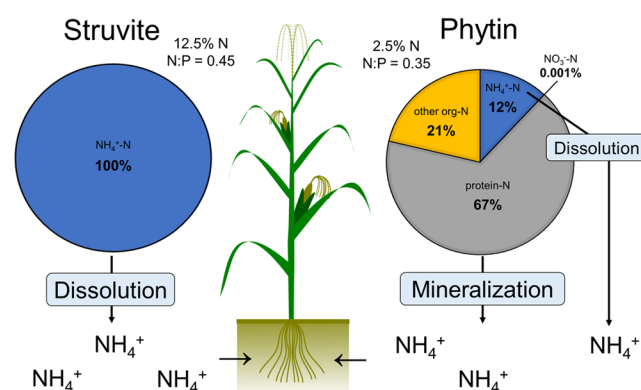 Struvite
12.5% N
N:P = 0.45
NH₄⁺-N
100%
Dissolution
NH₄⁺
NH₄⁺
NH₄⁺
Phytin
2.5% N
N:P = 0.35
NO₃⁻-N
0.001%
NH₄⁺-N
12%
other org-N
21%
protein-N
67%
Dissolution
Mineralization
NH₄⁺
NH₄⁺
NH₄⁺